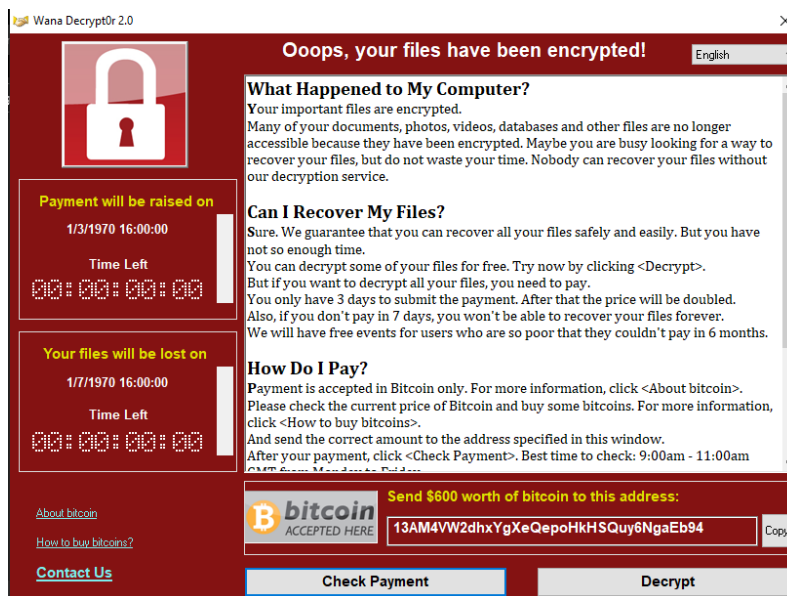 Wana Decrypt0r 2.0
Ooops, your files have been encrypted!
English
Payment will be raised on
1/3/1970 16:00:00
Time Left
00:00:00:00
Your files will be lost on
1/7/1970 16:00:00
Time Left
00:00:00:00
About bitcoin
How to buy bitcoins?
Contact Us
What Happened to My Computer?
Your important files are encrypted.
Many of your documents, photos, videos, databases and other files are no longer
accessible because they have been encrypted. Maybe you are busy looking for a way to
recover your files, but do not waste your time. Nobody can recover your files without
our decryption service.
Can I Recover My Files?
Sure. We guarantee that you can recover all your files safely and easily. But you have
not so enough time.
You can decrypt some of your files for free. Try now by clicking <Decrypt>.
But if you want to decrypt all your files, you need to pay.
You only have 3 days to submit the payment. After that the price will be doubled.
Also, if you don't pay in 7 days, you won't be able to recover your files forever.
We will have free events for users who are so poor that they couldn't pay in 6 months.
How Do I Pay?
Payment is accepted in Bitcoin only. For more information, click <About bitcoin>.
Please check the current price of Bitcoin and buy some bitcoins. For more information,
click <How to buy bitcoins>.
And send the correct amount to the address specified in this window.
After your payment, click <Check Payment>. Best time to check: 9:00am - 11:00am
GMT from Monday to Friday
bitcoin
ACCEPTED HERE
Send $600 worth of bitcoin to this address:
13AM4VW2dhxYgXeQepoHkHSQuy6NgaEb94
Copy
Check Payment
Decrypt